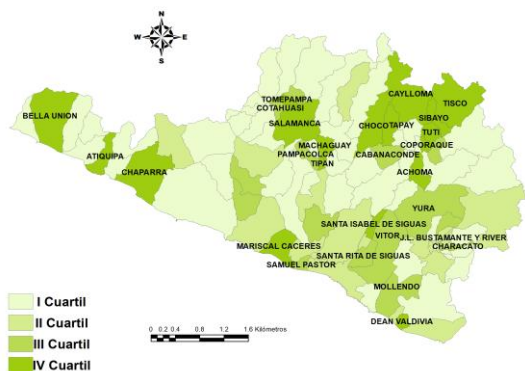 N
W E
S
BELLA UNION
ATIQUIPA
CHAPARRA
TOMEPAMPA
COTAHUASI
SALAMANCA
MACHAGUAY
PAMPACOLCA
TIPAN
CAYLLOMA
TISCO
SIBAYO
CHOCO TAPAY
TUTI
COPORAQUE
CABANACONDE
ACHOMA
YURA
SANTA ISABEL DE SIGUAS
VITOR
J.L. BUSTAMANTE Y RIVER
CHARACATO
MARISCAL CACERES
SANTA RITA DE SIGUAS
SAMUEL PASTOR
MOLLENDO
DEAN VALDIVIA
I Cuartil
II Cuartil
III Cuartil
IV Cuartil
0 0.2 0.4 0.8 1.2 1.6 Kilómetros